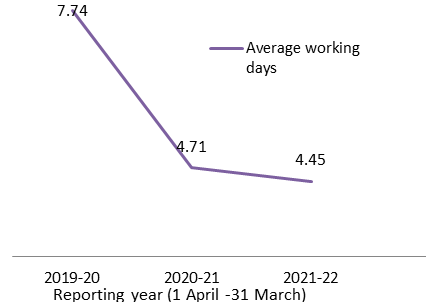 7.74
Average working
days
4.71
4.45
2019-20 2020-21 2021-22
Reporting year (1 April -31 March)